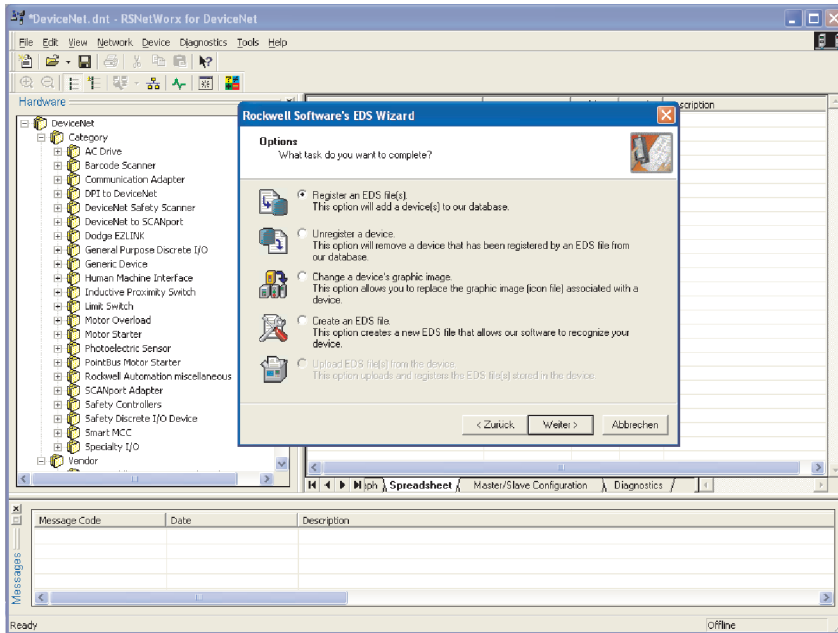 *DeviceNet.dnt - RSNetWorx for DeviceNet
File Edit View Network Device Diagnostics Tools Help
Hardware
DeviceNet
Category
AC Drive
Barcode Scanner
Communication Adapter
DPI to DeviceNet
DeviceNet Safety Scanner
DeviceNet to SCANport
Dodge EZLINK
General Purpose Discrete I/O
Generic Device
Human Machine Interface
Inductive Proximity Switch
Limit Switch
Motor Overload
Motor Starter
Photoelectric Sensor
PointBus Motor Starter
Rockwell Automation miscellaneous
SCANport Adapter
Safety Controllers
Safety Discrete I/O Device
Smart MCC
Specialty I/O
Vendor
scription
Rockwell Software's EDS Wizard
Options
What task do you want to complete?
Register an EDS file(s).
This option will add a device(s) to our database.
Unregister a device.
This option will remove a device that has been registered by an EDS file from
our database.
Change a device's graphic image.
This option allows you to replace the graphic image (icon file) associated with a
device.
Create an EDS file.
This option creates a new EDS file that allows our software to recognize your
device.
Upload EDS file(s) from the device.
This option uploads and registers the EDS file(s) stored in the device.
< Zurück Weiter > Abbrechen
ph Spreadsheet Master/Slave Configuration Diagnostics
Message Code Date Description
Messages
Ready Offline